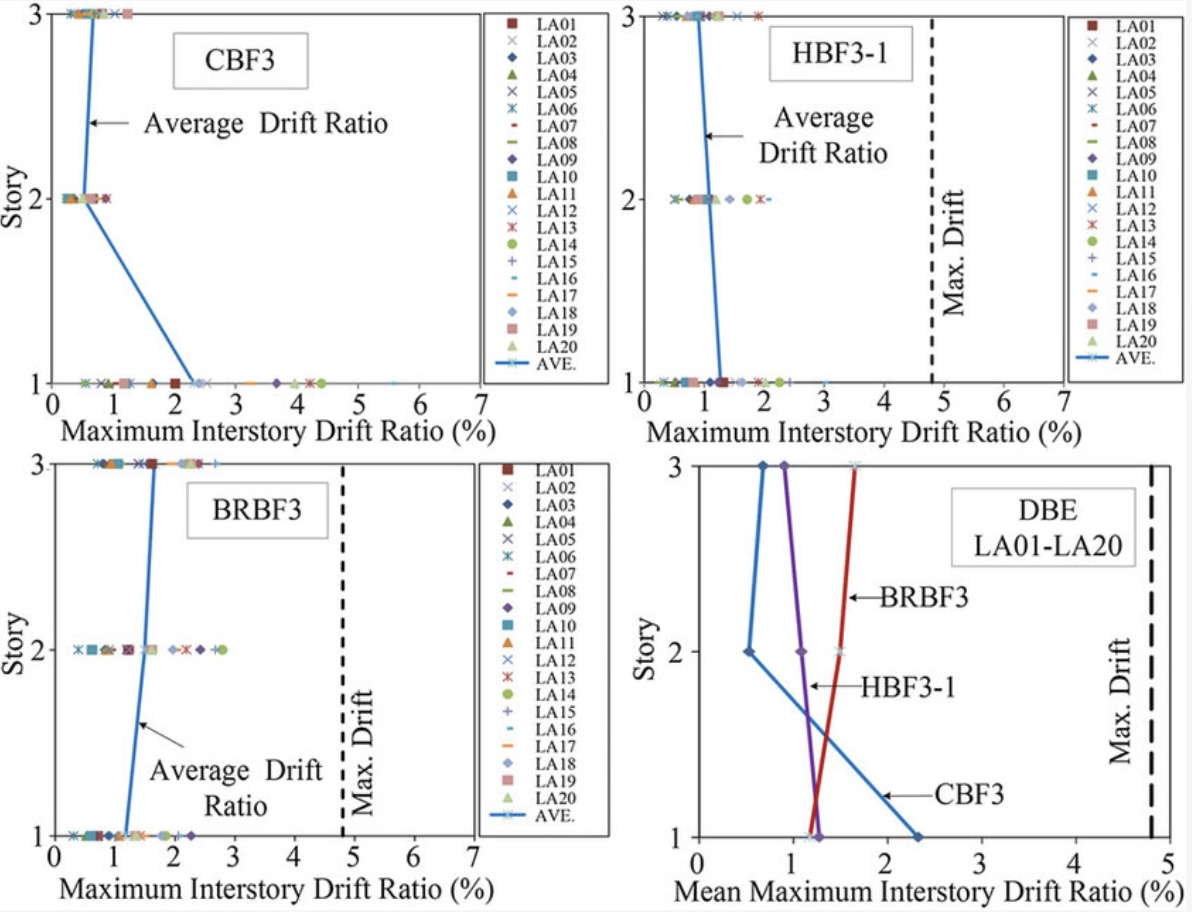 CBF3
Average Drift Ratio
Story
3
2
1
0 1 2 3 4 5 6 7
Maximum Interstory Drift Ratio (%)
LA01
LA02
LA03
LA04
LA05
LA06
LA07
LA08
LA09
LA10
LA11
LA12
LA13
LA14
LA15
LA16
LA17
LA18
LA19
LA20
AVE.
HBF3-1
Average
Drift Ratio
Max. Drift
3
2
1
0 1 2 3 4 5 6 7
Maximum Interstory Drift Ratio (%)
LA01
LA02
LA03
LA04
LA05
LA06
LA07
LA08
LA09
LA10
LA11
LA12
LA13
LA14
LA15
LA16
LA17
LA18
LA19
LA20
AVE.
BRBF3
Average Drift
Ratio
Max. Drift
Story
3
2
1
0 1 2 3 4 5 6 7
Maximum Interstory Drift Ratio (%)
LA01
LA02
LA03
LA04
LA05
LA06
LA07
LA08
LA09
LA10
LA11
LA12
LA13
LA14
LA15
LA16
LA17
LA18
LA19
LA20
AVE.
DBE
LA01-LA20
BRBF3
HBF3-1
CBF3
Max. Drift
Story
3
2
1
0 1 2 3 4 5
Mean Maximum Interstory Drift Ratio (%)